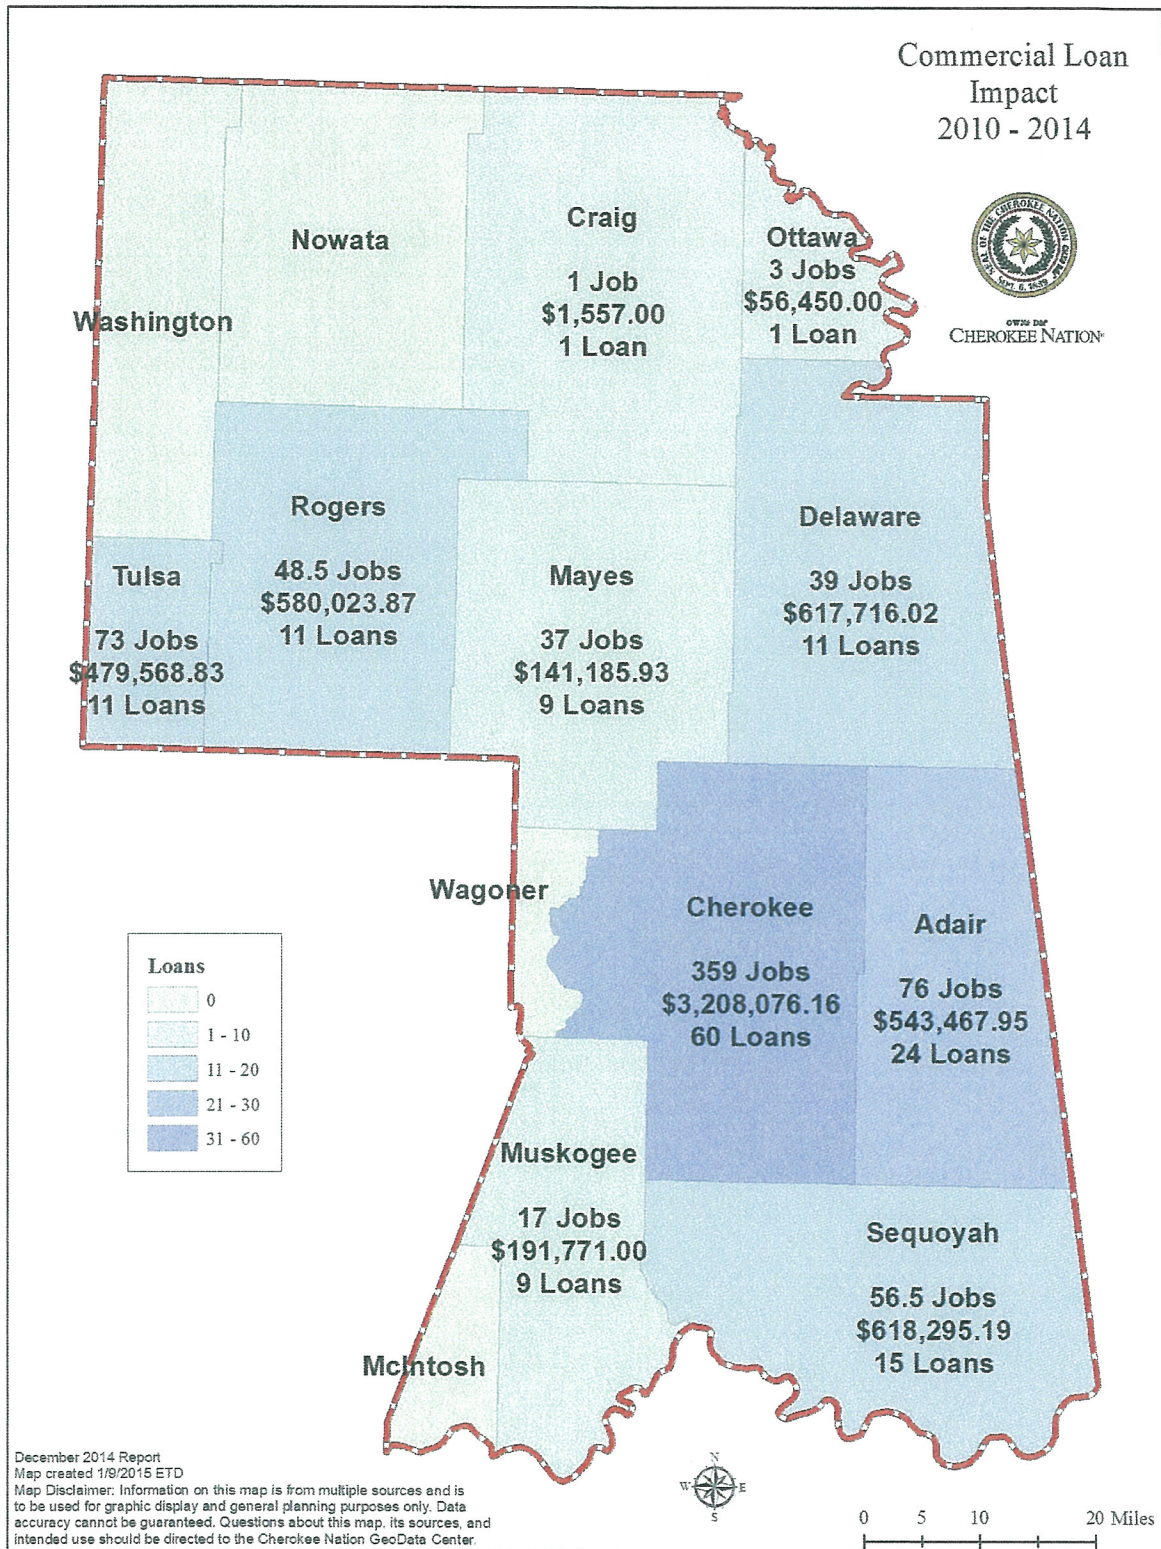 Commercial Loan
Impact
2010 - 2014
SEAL OF THE CHEROKEE NATION
SEPT. 6, 1839
CHEROKEE NATION
Washington
Nowata
Craig
1 Job
$1,557.00
1 Loan
Ottawa
3 Jobs
$56,450.00
1 Loan
Tulsa
73 Jobs
$479,568.83
11 Loans
Rogers
48.5 Jobs
$580,023.87
11 Loans
Mayes
37 Jobs
$141,185.93
9 Loans
Delaware
39 Jobs
$617,716.02
11 Loans
Wagoner
Cherokee
359 Jobs
$3,208,076.16
60 Loans
Adair
76 Jobs
$543,467.95
24 Loans
Loans
0
1 - 10
11 - 20
21 - 30
31 - 60
Muskogee
17 Jobs
$191,771.00
9 Loans
Sequoyah
56.5 Jobs
$618,295.19
15 Loans
McIntosh
December 2014 Report
Map created 1/9/2015 ETD
Map Disclaimer: Information on this map is from multiple sources and is
to be used for graphic display and general planning purposes only. Data
accuracy cannot be guaranteed. Questions about this map, its sources, and
intended use should be directed to the Cherokee Nation GeoData Center.
N
W E
S
0 5 10 20 Miles